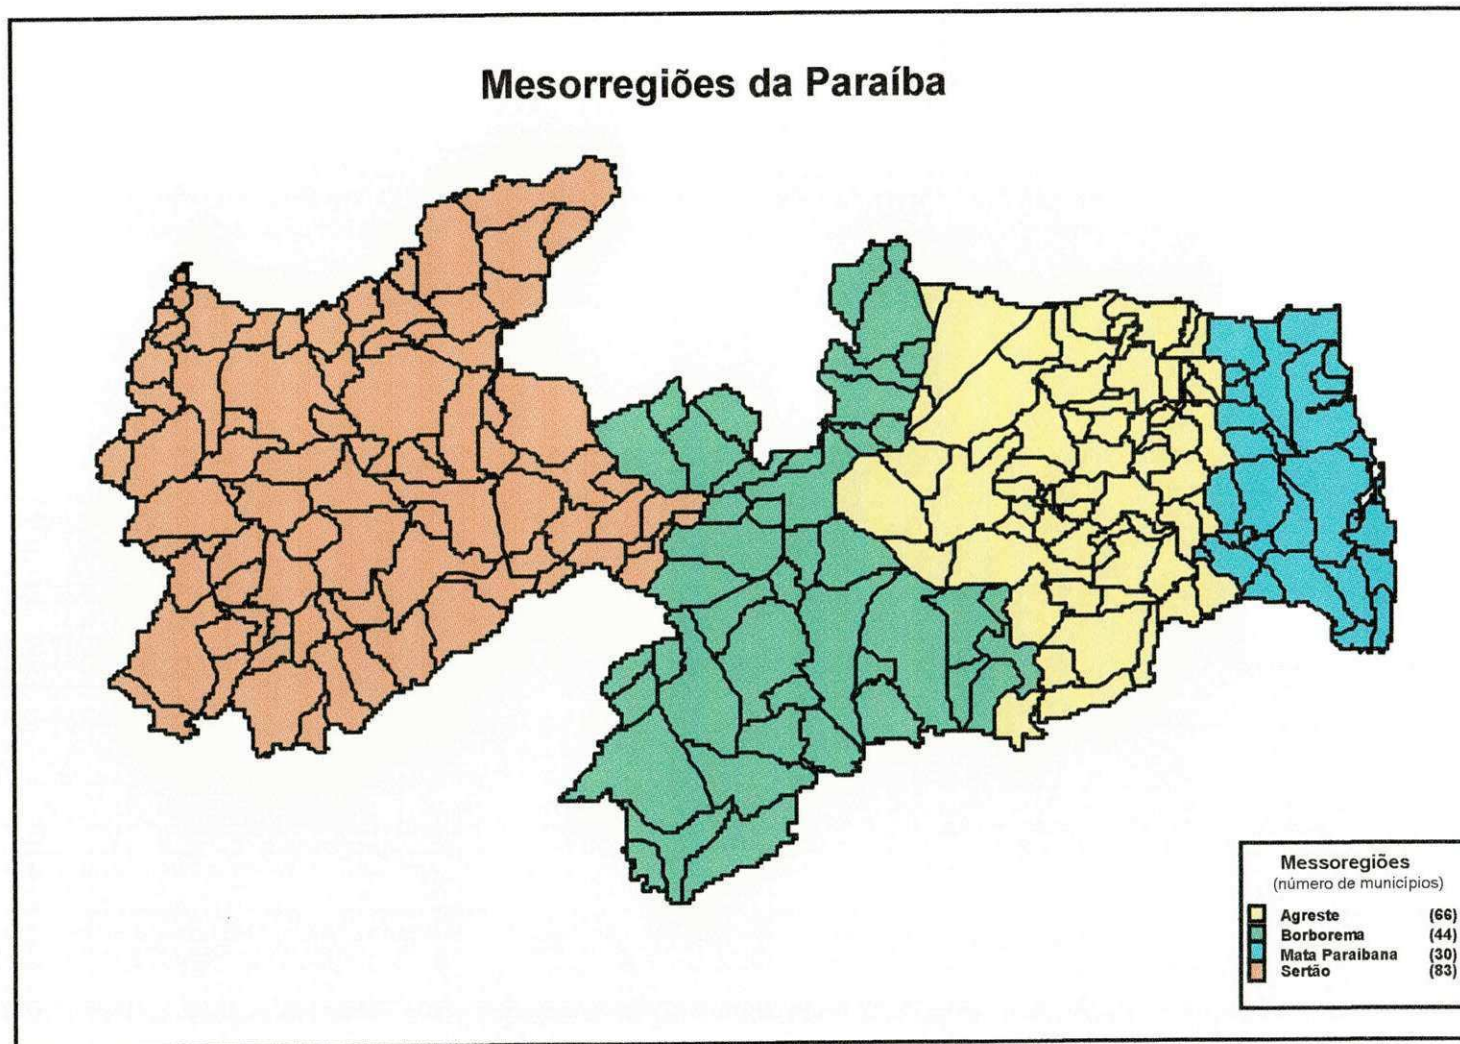 Mesorregiões da Paraíba
Messoregiões
(número de municípios)
Agreste (66)
Borborema (44)
Mata Paraibana (30)
Sertão (83)